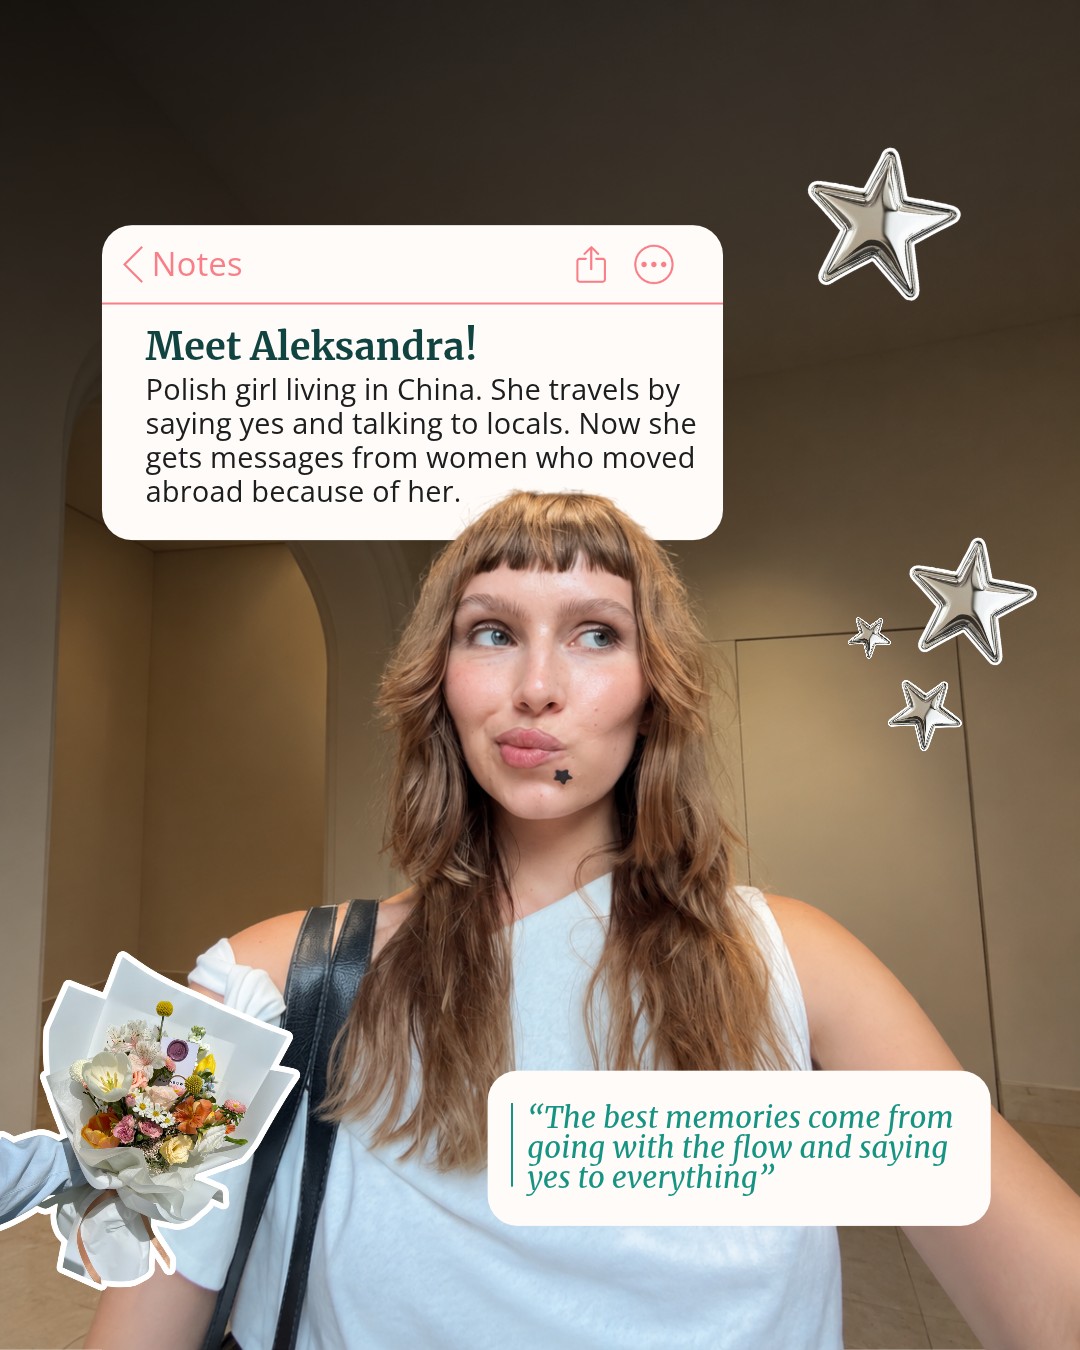 Notes
Meet Aleksandra!
Polish girl living in China. She travels by
saying yes and talking to locals. Now she
gets messages from women who moved
abroad because of her.
“The best memories come from
going with the flow and saying
yes to everything”